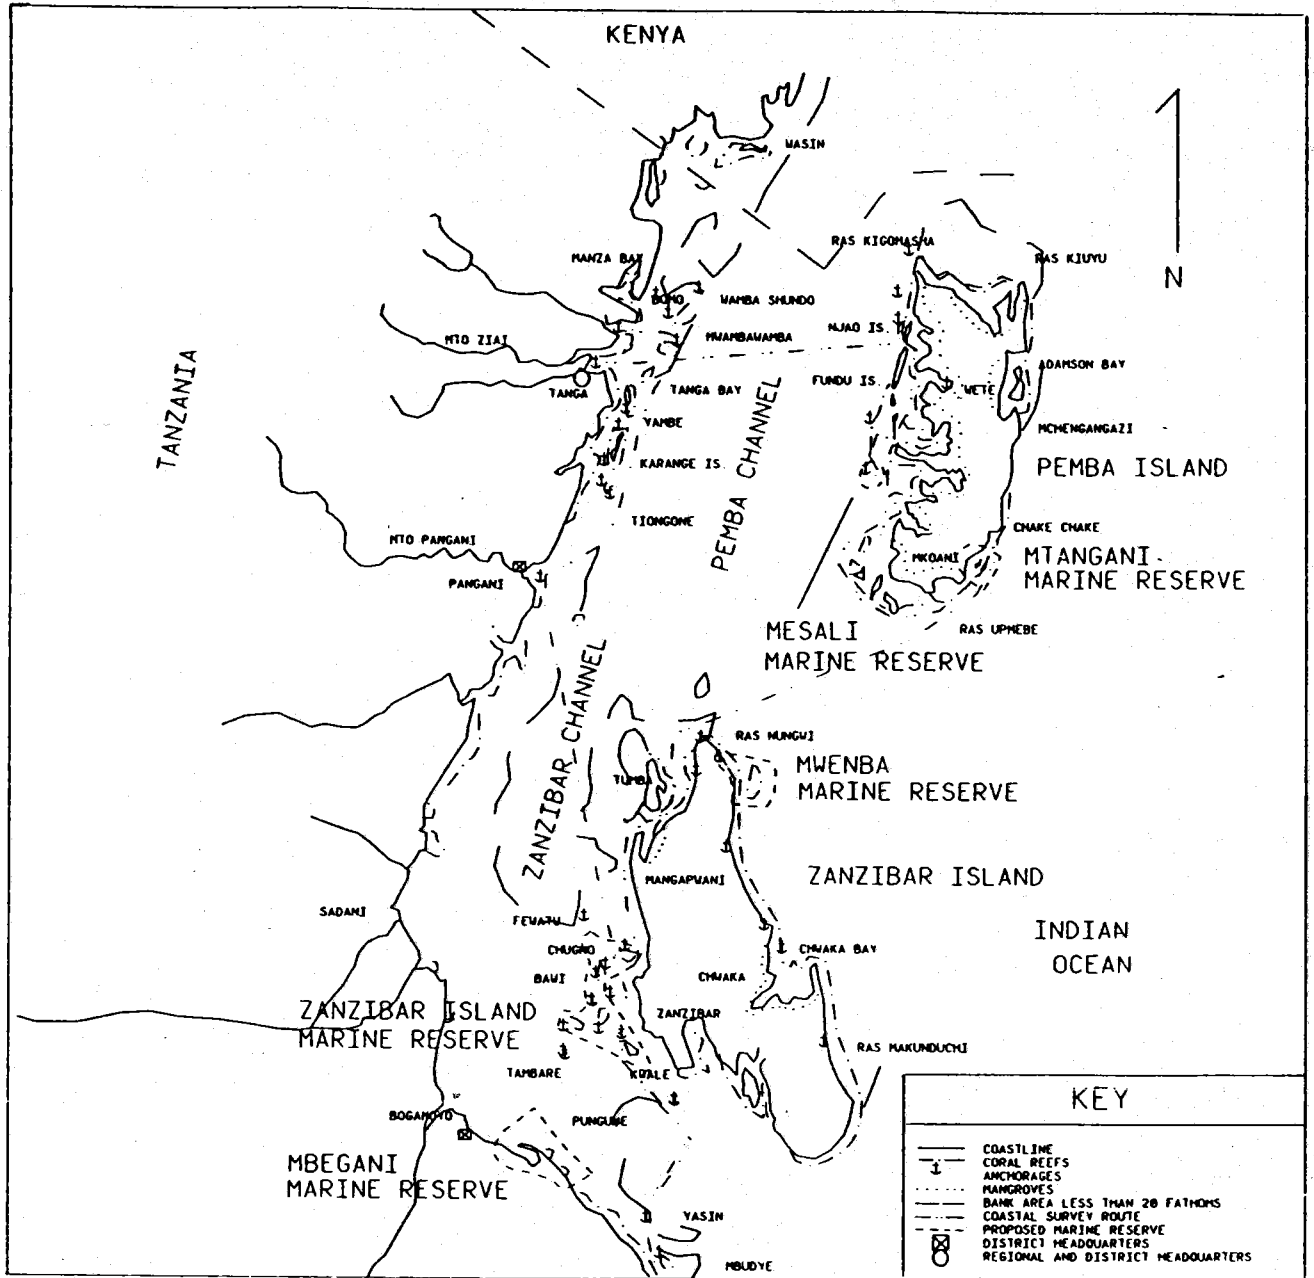 KENYA
WASIN
RAS KIGOMASHA
MANZA BAY
RAS KIUYU
N
BOMO
WAMBA SHUNDO
MTO ZIAI
MWAMBAWAMBA
NJAO IS.
TANZANIA
ADAMSON BAY
FUNDU IS.
WETE
TANGA
TANGA BAY
YAMBE
MCHENGANGAZI
KARANGE IS.
PEMBA ISLAND
PEMBA CHANNEL
TIONGONE
CHAKE CHAKE
MTO PANGANI
MKOANI
MTANGANI
MARINE RESERVE
PANGANI
RAS UPMEBE
MESALI
MARINE RESERVE
ZANZIBAR CHANNEL
RAS NUNGWI
MWENBA
MARINE RESERVE
TUMBA
MANGAPWANI
ZANZIBAR ISLAND
SADANI
FEWATU
INDIAN
OCEAN
CHUGNO
CHWAKA BAY
BAWI
CHWAKA
ZANZIBAR ISLAND
MARINE RESERVE
ZANZIBAR
RAS MAKUNDUCHI
TAMBARE
KWALE
BOGAMOYO
PUNGUME
MBEGANI
MARINE RESERVE
YASIN
MBUDYE
KEY
COASTLINE
CORAL REEFS
ANCHORAGES
MANGROVES
BANK AREA LESS THAN 20 FATHOMS
COASTAL SURVEY ROUTE
PROPOSED MARINE RESERVE
DISTRICT HEADQUARTERS
REGIONAL AND DISTRICT HEADQUARTERS